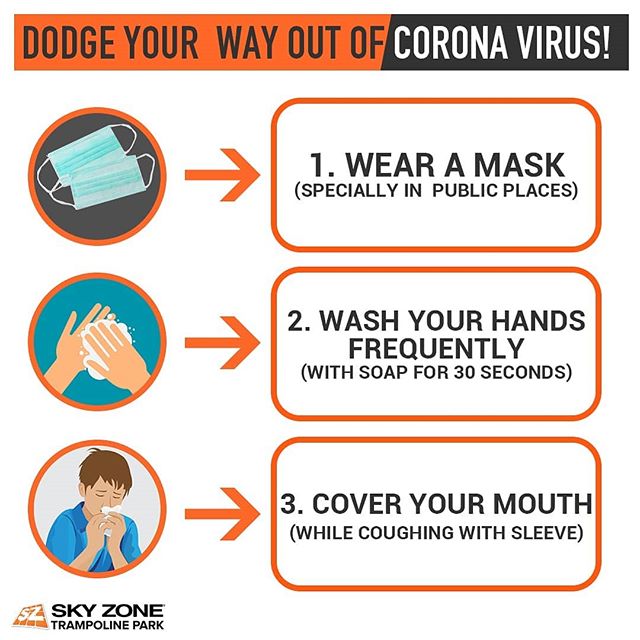 DODGE YOUR WAY OUT OF CORONA VIRUS!
1. WEAR A MASK
(SPECIALLY IN PUBLIC PLACES)
2. WASH YOUR HANDS
FREQUENTLY
(WITH SOAP FOR 30 SECONDS)
3. COVER YOUR MOUTH
(WHILE COUGHING WITH SLEEVE)
SZ SKY ZONE
TRAMPOLINE PARK